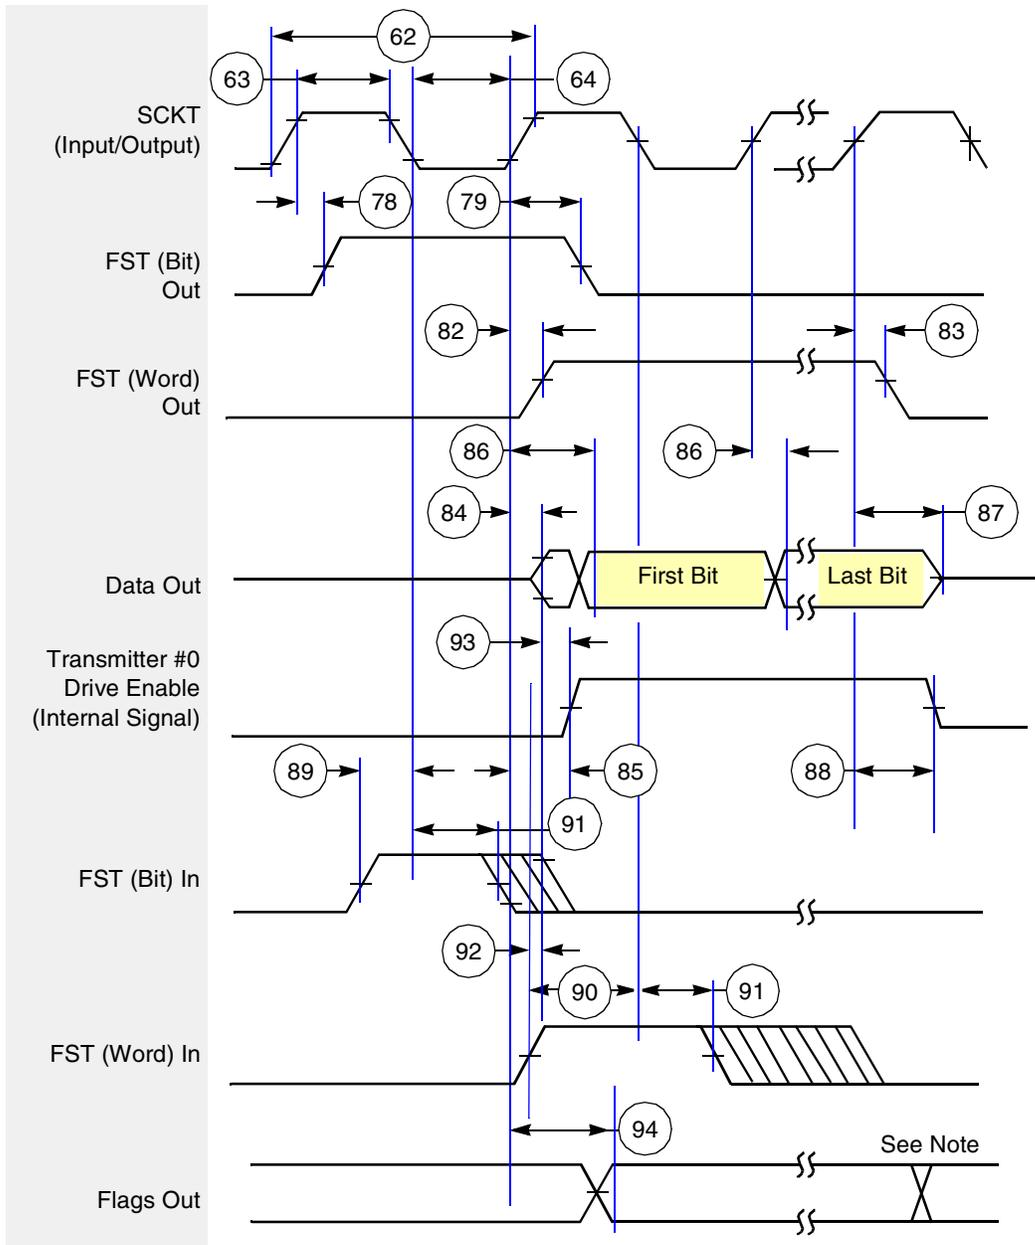 62
63
64
SCKT
(Input/Output)
78
79
FST (Bit)
Out
82
83
FST (Word)
Out
86
86
84
87
Data Out
First Bit
Last Bit
93
Transmitter #0
Drive Enable
(Internal Signal)
89
85
88
91
FST (Bit) In
92
90
91
FST (Word) In
94
See Note
Flags Out